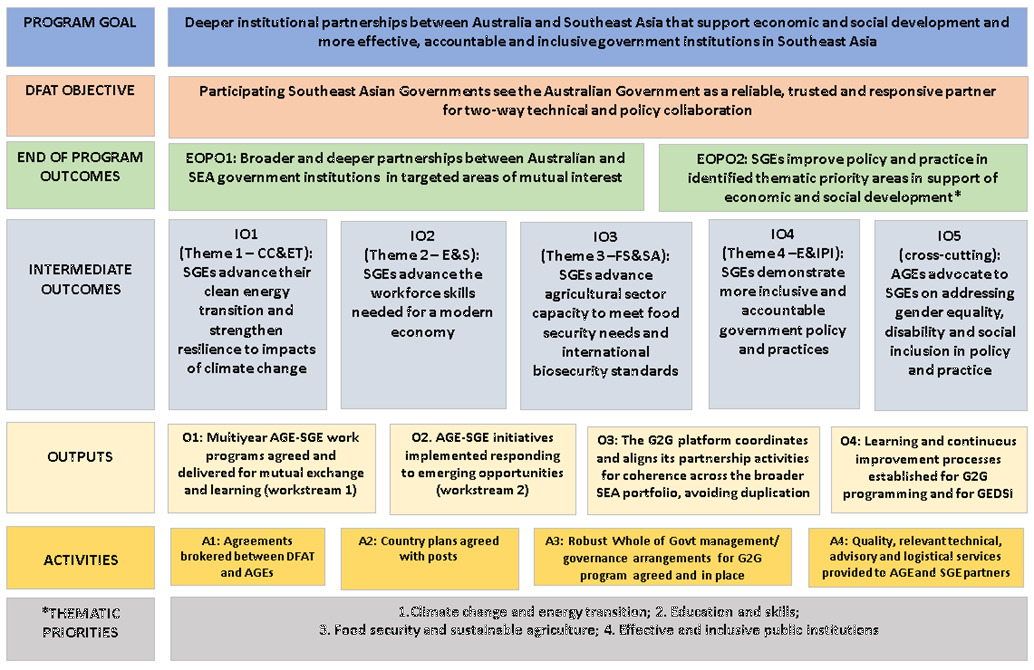 PROGRAM GOAL
Deeper institutional partnerships between Australia and Southeast Asia that support economic and social development and
more effective, accountable and inclusive government institutions in Southeast Asia
DFAT OBJECTIVE
Participating Southeast Asian Governments see the Australian Government as a reliable, trusted and responsive partner
for two-way technical and policy collaboration
END OF PROGRAM
OUTCOMES
EOPO1: Broader and deeper partnerships between Australian and
SEA government institutions in targeted areas of mutual interest
EOPO2: SGEs improve policy and practice in
identified thematic priority areas in support of
economic and social development*
INTERMEDIATE
OUTCOMES
IO1
(Theme 1 – CC&ET):
SGEs advance their
clean energy
transition and
strengthen
resilience to impacts
of climate change
IO2
(Theme 2 – E&S):
SGEs advance the
workforce skills
needed for a modern
economy
IO3
(Theme 3 –FS&SA):
SGEs advance
agricultural sector
capacity to meet food
security needs and
international
biosecurity standards
IO4
(Theme 4 –E&IPI):
SGEs demonstrate
more inclusive and
accountable
government policy
and practices
IO5
(cross-cutting):
AGEs advocate to
SGEs on addressing
gender equality,
disability and social
inclusion in policy
and practice
OUTPUTS
O1: Multiyear AGE-SGE work
programs agreed and
delivered for mutual exchange
and learning (workstream 1)
O2. AGE-SGE initiatives
implemented responding
to emerging opportunities
(workstream 2)
O3: The G2G platform coordinates
and aligns its partnership activities
for coherence across the broader
SEA portfolio, avoiding duplication
O4: Learning and continuous
improvement processes
established for G2G
programming and for GEDSi
ACTIVITIES
A1: Agreements
brokered between DFAT
and AGEs
A2: Country plans agreed
with posts
A3: Robust Whole of Govt management/
governance arrangements for G2G
program agreed and in place
A4: Quality, relevant technical,
advisory and logistical services
provided to AGE and SGE partners
*THEMATIC
PRIORITIES
1.Climate change and energy transition; 2. Education and skills;
3. Food security and sustainable agriculture; 4. Effective and inclusive public institutions